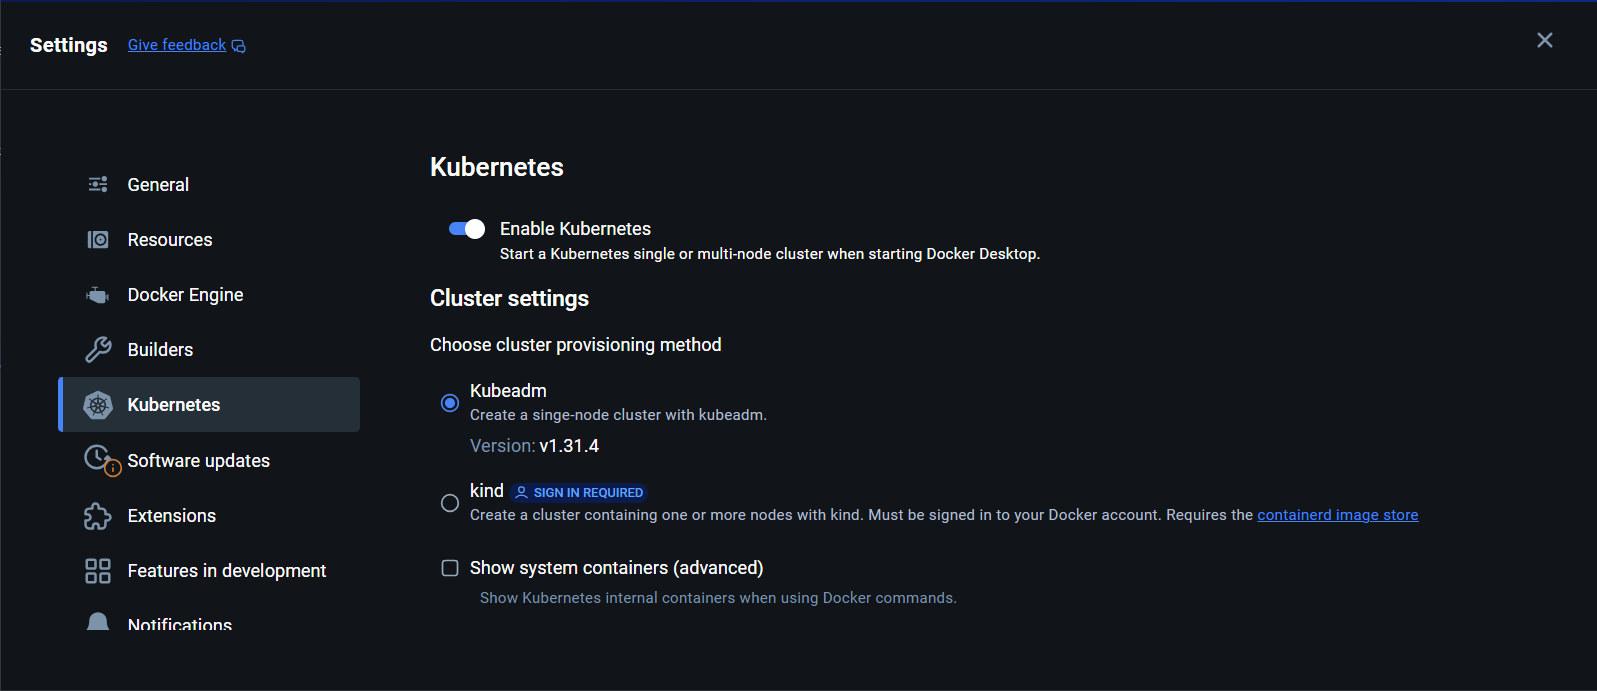 Settings
Give feedback
General
Resources
Docker Engine
Builders
Kubernetes
Software updates
Extensions
Features in development
Notifications
Kubernetes
Enable Kubernetes
Start a Kubernetes single or multi-node cluster when starting Docker Desktop.
Cluster settings
Choose cluster provisioning method
Kubeadm
Create a singe-node cluster with kubeadm.
Version: v1.31.4
kind SIGN IN REQUIRED
Create a cluster containing one or more nodes with kind. Must be signed in to your Docker account. Requires the containerd image store
Show system containers (advanced)
Show Kubernetes internal containers when using Docker commands.